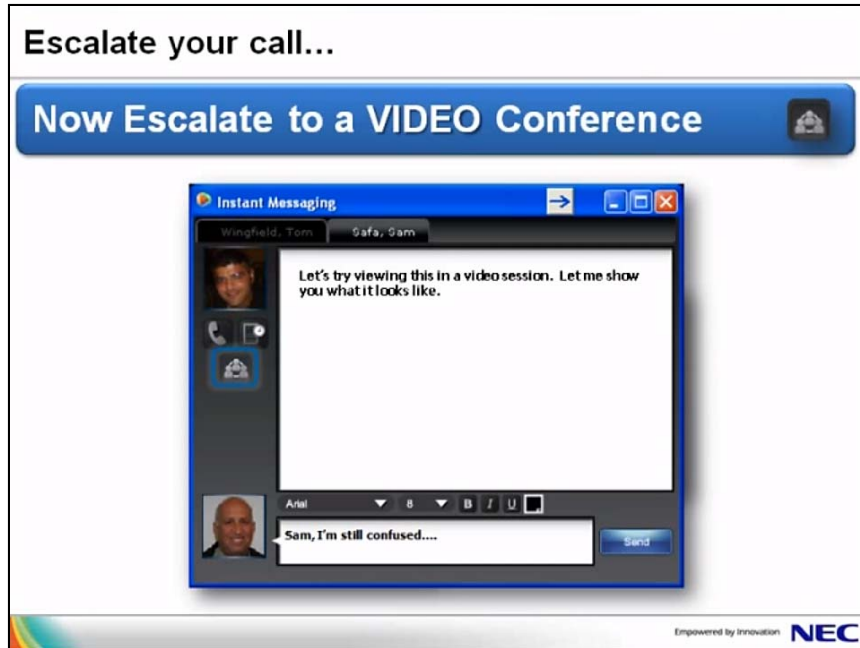 Escalate your call...
Now Escalate to a VIDEO Conference
Instant Messaging
Wingfield, Tom
Safa, Sam
Let's try viewing this in a video session. Let me show
you what it looks like.
Arial 8 B I U
Sam, I'm still confused....
Send
Empowered by Innovation NEC